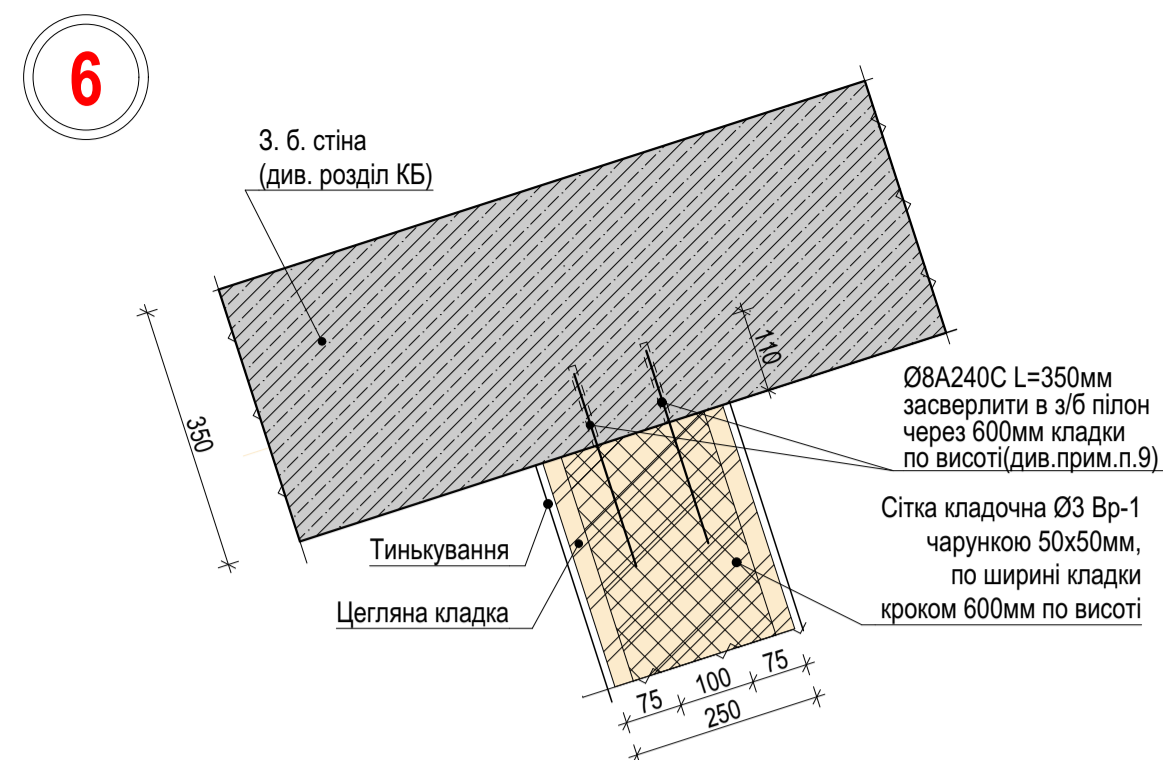 6
З. б. стіна
(див. розділ КБ)
350
110
Ø8А240С L=350мм
засверлити в з/б пілон
через 600мм кладки
по висоті(див.прим.п.9)
Сітка кладочна Ø3 Вр-1
чарункою 50х50мм,
по ширині кладки
кроком 600мм по висоті
Тинькування
Цегляна кладка
75
100
75
250